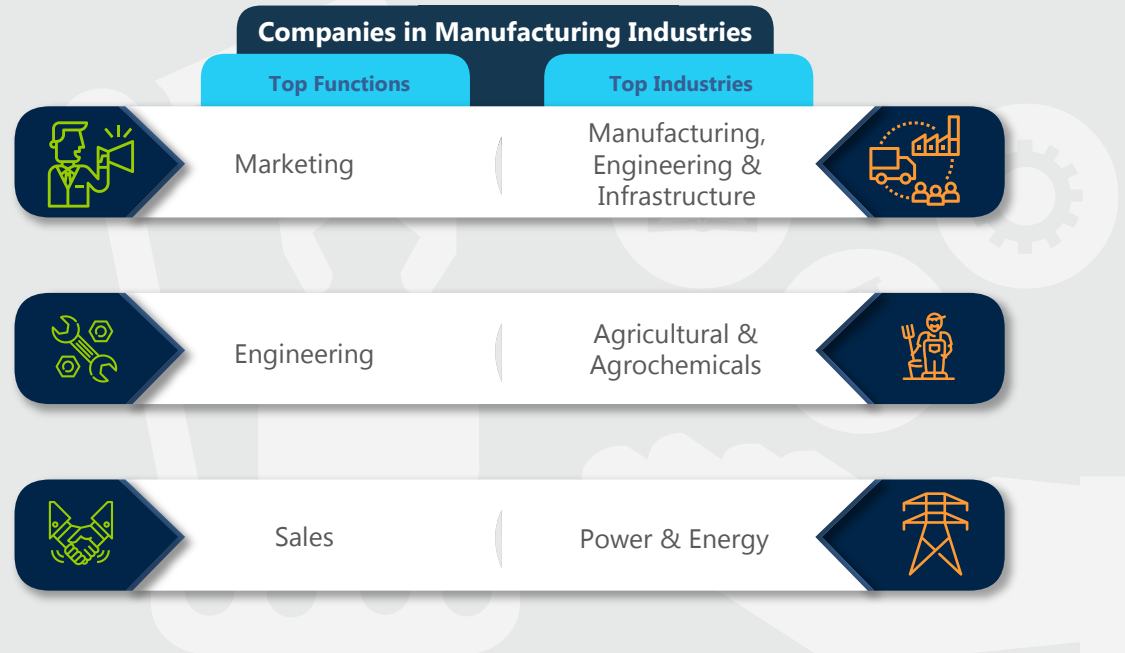 Companies in Manufacturing Industries
Top Functions
Top Industries
Marketing
Manufacturing,
Engineering &
Infrastructure
Engineering
Agricultural &
Agrochemicals
Sales
Power & Energy